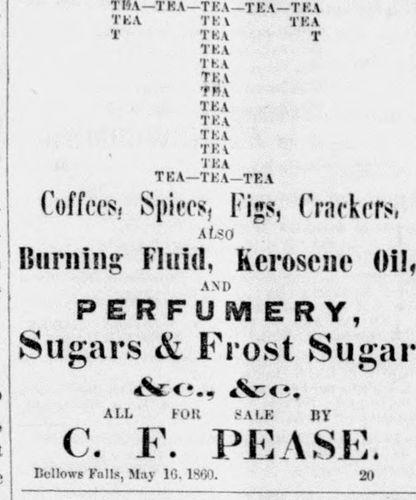 TEA—TEA—TEA—TEA—TEA
TEA TEA TEA
T TEA T
TEA
TEA
TEA
TEA
TEA
TEA
TEA
TEA
TEA
TEA—TEA—TEA
Coffees, Spices, Figs, Crackers,
ALSO
Burning Fluid, Kerosene Oil,
AND
PERFUMERY,
Sugars & Frost Sugar
&c., &c.
ALL FOR SALE BY
C. F. PEASE.
Bellows Falls, May 16, 1860. 20